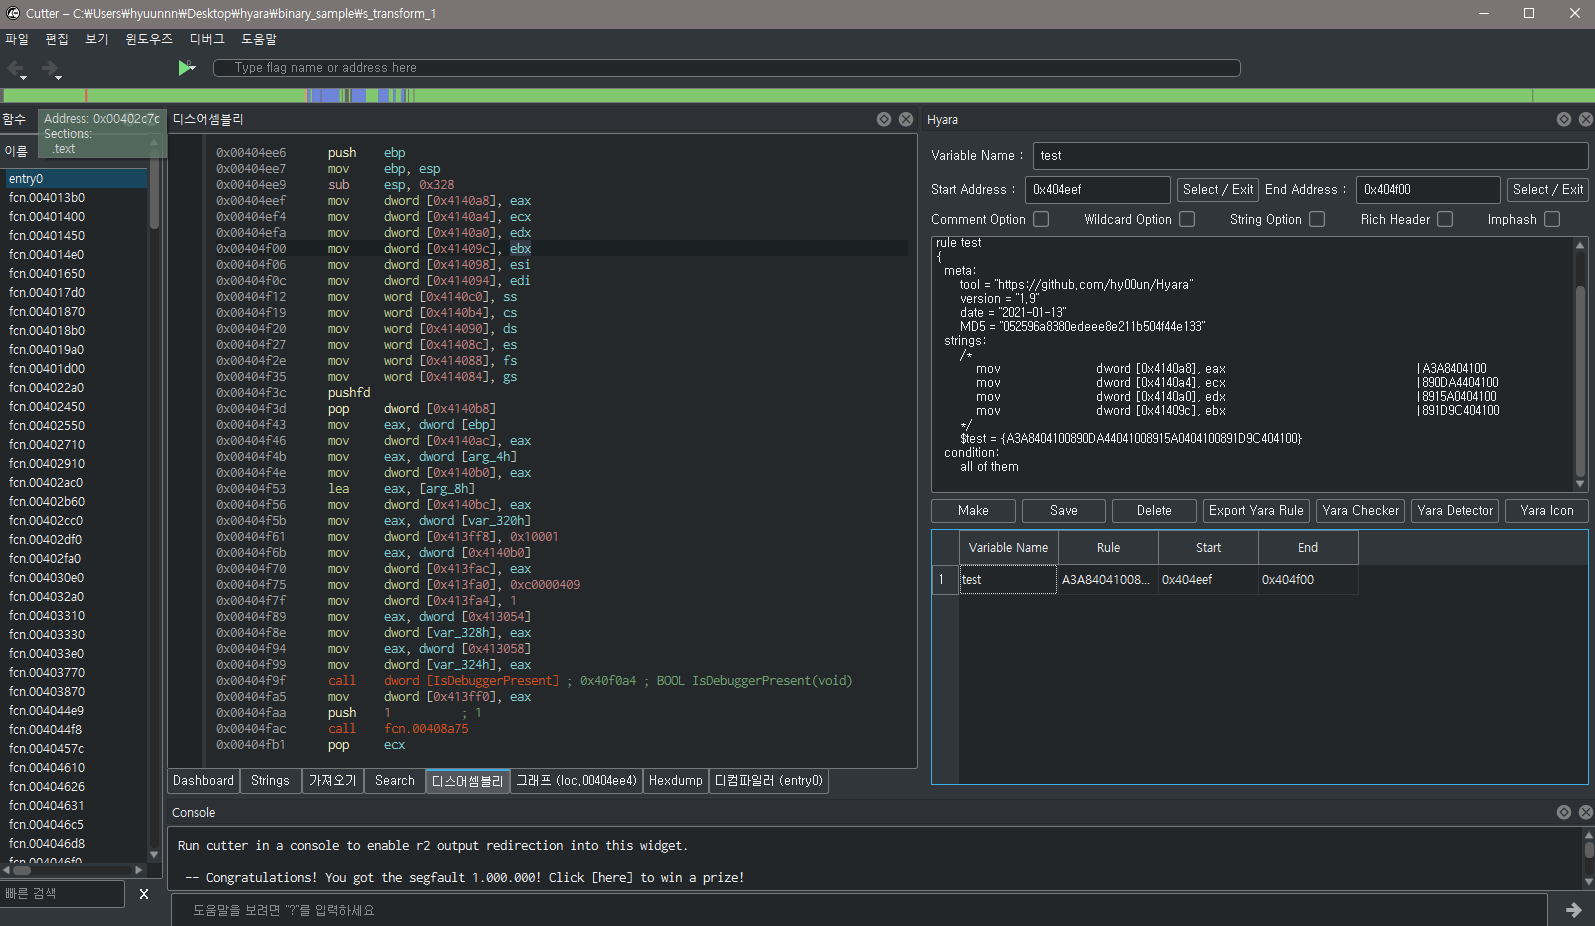 Cutter – C:₩Users₩hyuunnn₩Desktop₩hyara₩binary_sample₩s_transform_1
파일 편집 보기 윈도우즈 디버그 도움말
Type flag name or address here
함수
Address: 0x00402c7c
Sections:
.text
이름
entry0
fcn.004013b0
fcn.00401400
fcn.00401450
fcn.004014e0
fcn.00401650
fcn.004017d0
fcn.00401870
fcn.004018b0
fcn.004019a0
fcn.00401d00
fcn.004022a0
fcn.00402450
fcn.00402550
fcn.00402710
fcn.00402910
fcn.00402ac0
fcn.00402b60
fcn.00402cc0
fcn.00402df0
fcn.00402fa0
fcn.004030e0
fcn.004032a0
fcn.00403310
fcn.00403330
fcn.004033e0
fcn.00403770
fcn.00403870
fcn.004044e9
fcn.004044f8
fcn.0040457c
fcn.00404610
fcn.00404626
fcn.00404631
fcn.004046c5
fcn.004046d8
fcn.004046f0
빠른 검색 X
디스어셈블리
0x00404ee6 push ebp
0x00404ee7 mov ebp, esp
0x00404ee9 sub esp, 0x328
0x00404eef mov dword [0x4140a8], eax
0x00404ef4 mov dword [0x4140a4], ecx
0x00404efa mov dword [0x4140a0], edx
0x00404f00 mov dword [0x41409c], ebx
0x00404f06 mov dword [0x414098], esi
0x00404f0c mov dword [0x414094], edi
0x00404f12 mov word [0x4140c0], ss
0x00404f19 mov word [0x4140b4], cs
0x00404f20 mov word [0x414090], ds
0x00404f27 mov word [0x41408c], es
0x00404f2e mov word [0x414088], fs
0x00404f35 mov word [0x414084], gs
0x00404f3c pushfd
0x00404f3d pop dword [0x4140b8]
0x00404f43 mov eax, dword [ebp]
0x00404f46 mov dword [0x4140ac], eax
0x00404f4b mov eax, dword [arg_4h]
0x00404f4e mov dword [0x4140b0], eax
0x00404f53 lea eax, [arg_8h]
0x00404f56 mov dword [0x4140bc], eax
0x00404f5b mov eax, dword [var_320h]
0x00404f61 mov dword [0x413ff8], 0x10001
0x00404f6b mov eax, dword [0x4140b0]
0x00404f70 mov dword [0x413fac], eax
0x00404f75 mov dword [0x413fa0], 0xc0000409
0x00404f7f mov dword [0x413fa4], 1
0x00404f89 mov eax, dword [0x413054]
0x00404f8e mov dword [var_328h], eax
0x00404f94 mov eax, dword [0x413058]
0x00404f99 mov dword [var_324h], eax
0x00404f9f call dword [IsDebuggerPresent] ; 0x40f0a4 ; BOOL IsDebuggerPresent(void)
0x00404fa5 mov dword [0x413ff0], eax
0x00404faa push 1 ; 1
0x00404fac call fcn.00408a75
0x00404fb1 pop ecx
Dashboard Strings 가져오기 Search 디스어셈블리 그래프 (loc.00404ee4) Hexdump 디컴파일러 (entry0)
Hyara
Variable Name : test
Start Address : 0x404eef Select / Exit End Address : 0x404f00 Select / Exit
Comment Option Wildcard Option String Option Rich Header Imphash
rule test
{
meta:
tool = "https://github.com/hy00un/Hyara"
version = "1.9"
date = "2021-01-13"
MD5 = "052596a8380edeee8e211b504f44e133"
strings:
/*
mov dword [0x4140a8], eax |A3A8404100
mov dword [0x4140a4], ecx |890DA4404100
mov dword [0x4140a0], edx |8915A0404100
mov dword [0x41409c], ebx |891D9C404100
*/
$test = {A3A8404100890DA44041008915A0404100891D9C404100}
condition:
all of them
Make Save Delete Export Yara Rule Yara Checker Yara Detector Yara Icon
Variable Name Rule Start End
1 test A3A84041008... 0x404eef 0x404f00
Console
Run cutter in a console to enable r2 output redirection into this widget.
-- Congratulations! You got the segfault 1.000.000! Click [here] to win a prize!
도움말을 보려면 "?"를 입력하세요